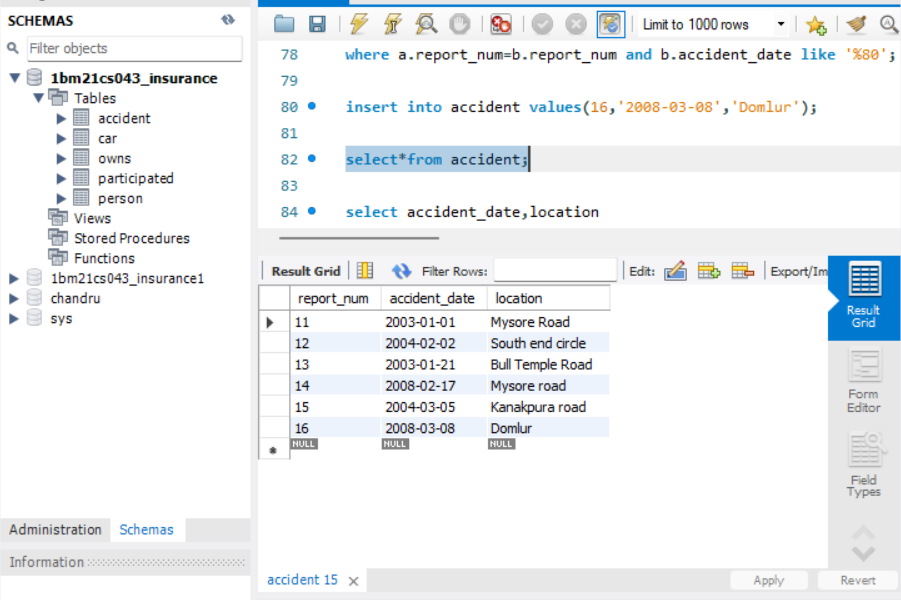 SCHEMAS
Filter objects
1bm21cs043_insurance
Tables
accident
car
owns
participated
person
Views
Stored Procedures
Functions
1bm21cs043_insurance1
chandru
sys
Administration Schemas
Information
Limit to 1000 rows
78 where a.report_num=b.report_num and b.accident_date like '%80';
79
80 insert into accident values(16,'2008-03-08','Domlur');
81
82 select*from accident;
83
84 select accident_date,location
Result Grid Filter Rows: Edit: Export/Im
report_num accident_date location
11 2003-01-01 Mysore Road
12 2004-02-02 South end circle
13 2003-01-21 Bull Temple Road
14 2008-02-17 Mysore road
15 2004-03-05 Kanakpura road
16 2008-03-08 Domlur
NULL NULL NULL
Result
Grid
Form
Editor
Field
Types
accident 15 Apply Revert